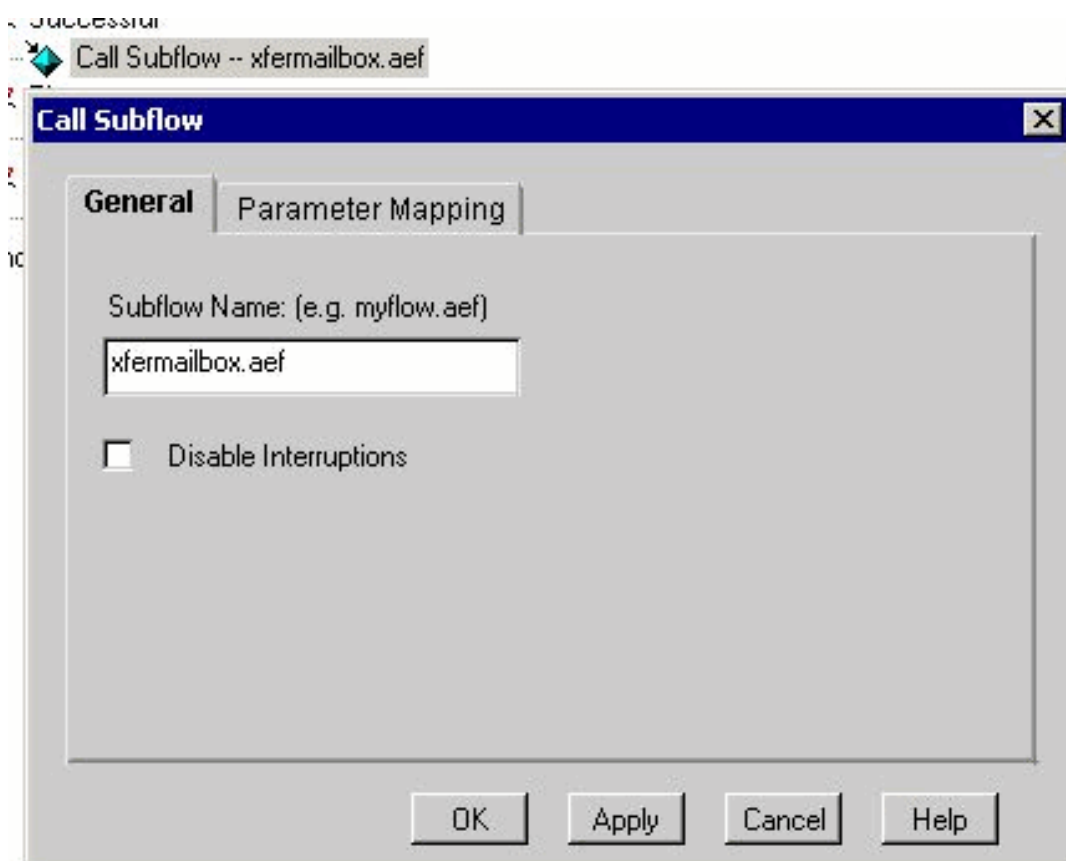 Successful
Call Subflow -- xfermailbox.aef
Call Subflow
General
Parameter Mapping
Subflow Name: (e.g. myflow.aef)
xfermailbox.aef
Disable Interruptions
OK
Apply
Cancel
Help